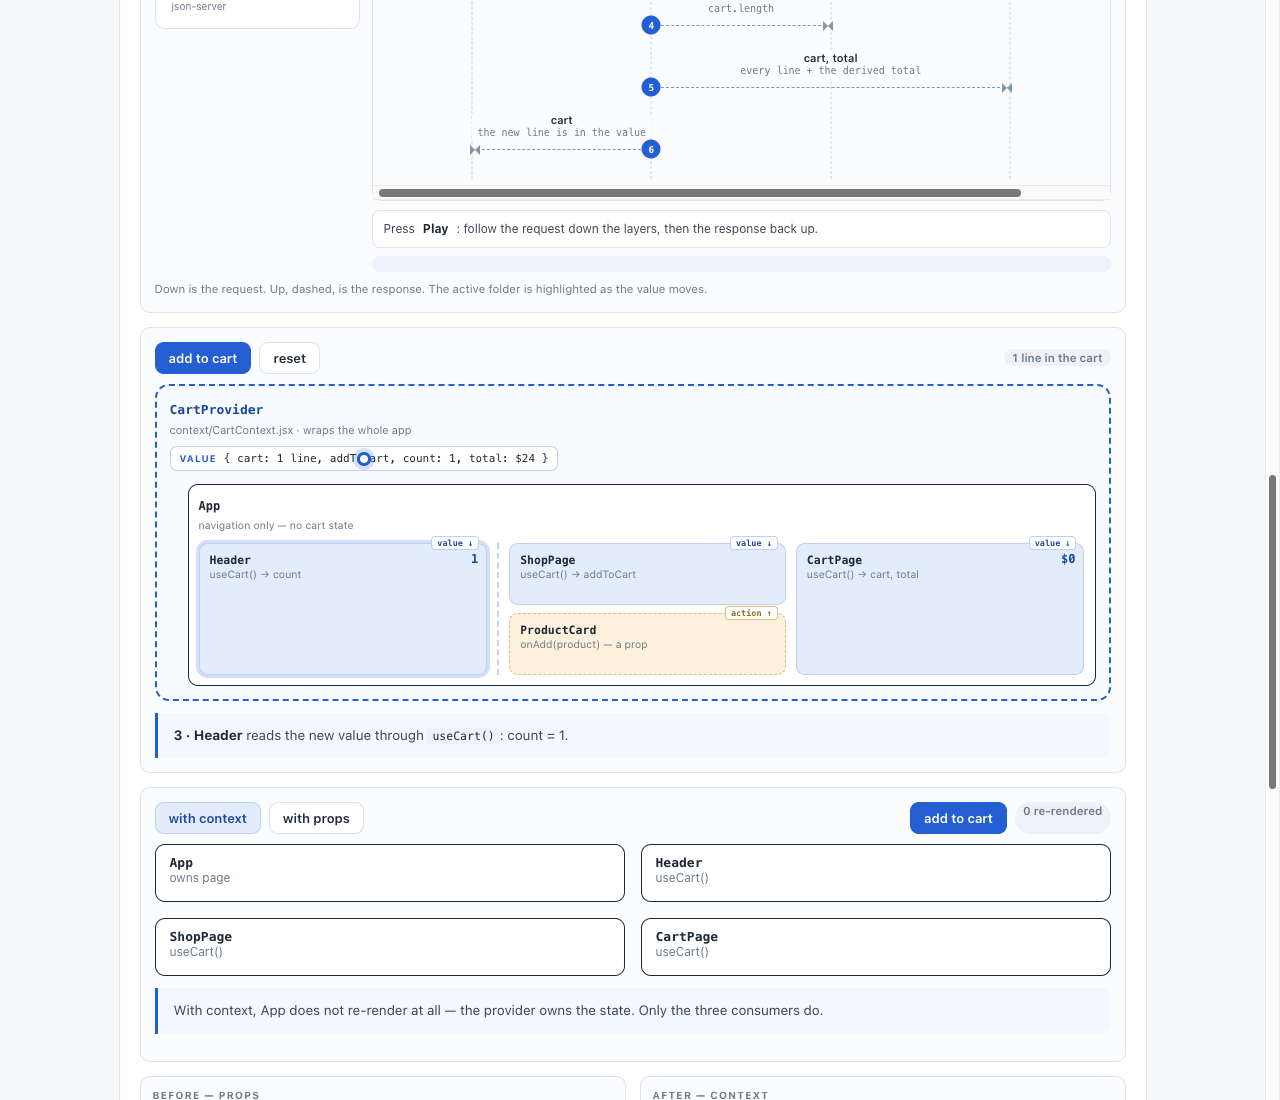 json-server
cart.length
4
cart, total
every line + the derived total
5
cart
the new line is in the value
6
Press Play : follow the request down the layers, then the response back up.
Down is the request. Up, dashed, is the response. The active folder is highlighted as the value moves.
add to cart
reset
1 line in the cart
CartProvider
context/CartContext.jsx · wraps the whole app
VALUE { cart: 1 line, addT art, count: 1, total: $24 }
App
navigation only — no cart state
value ↓
Header
1
useCart() → count
value ↓
ShopPage
useCart() → addToCart
action ↑
ProductCard
onAdd(product) — a prop
value ↓
CartPage
$0
useCart() → cart, total
3 · Header reads the new value through useCart() : count = 1.
with context
with props
add to cart
0 re-rendered
App
owns page
Header
useCart()
ShopPage
useCart()
CartPage
useCart()
With context, App does not re-render at all — the provider owns the state. Only the three consumers do.
BEFORE — PROPS
AFTER — CONTEXT